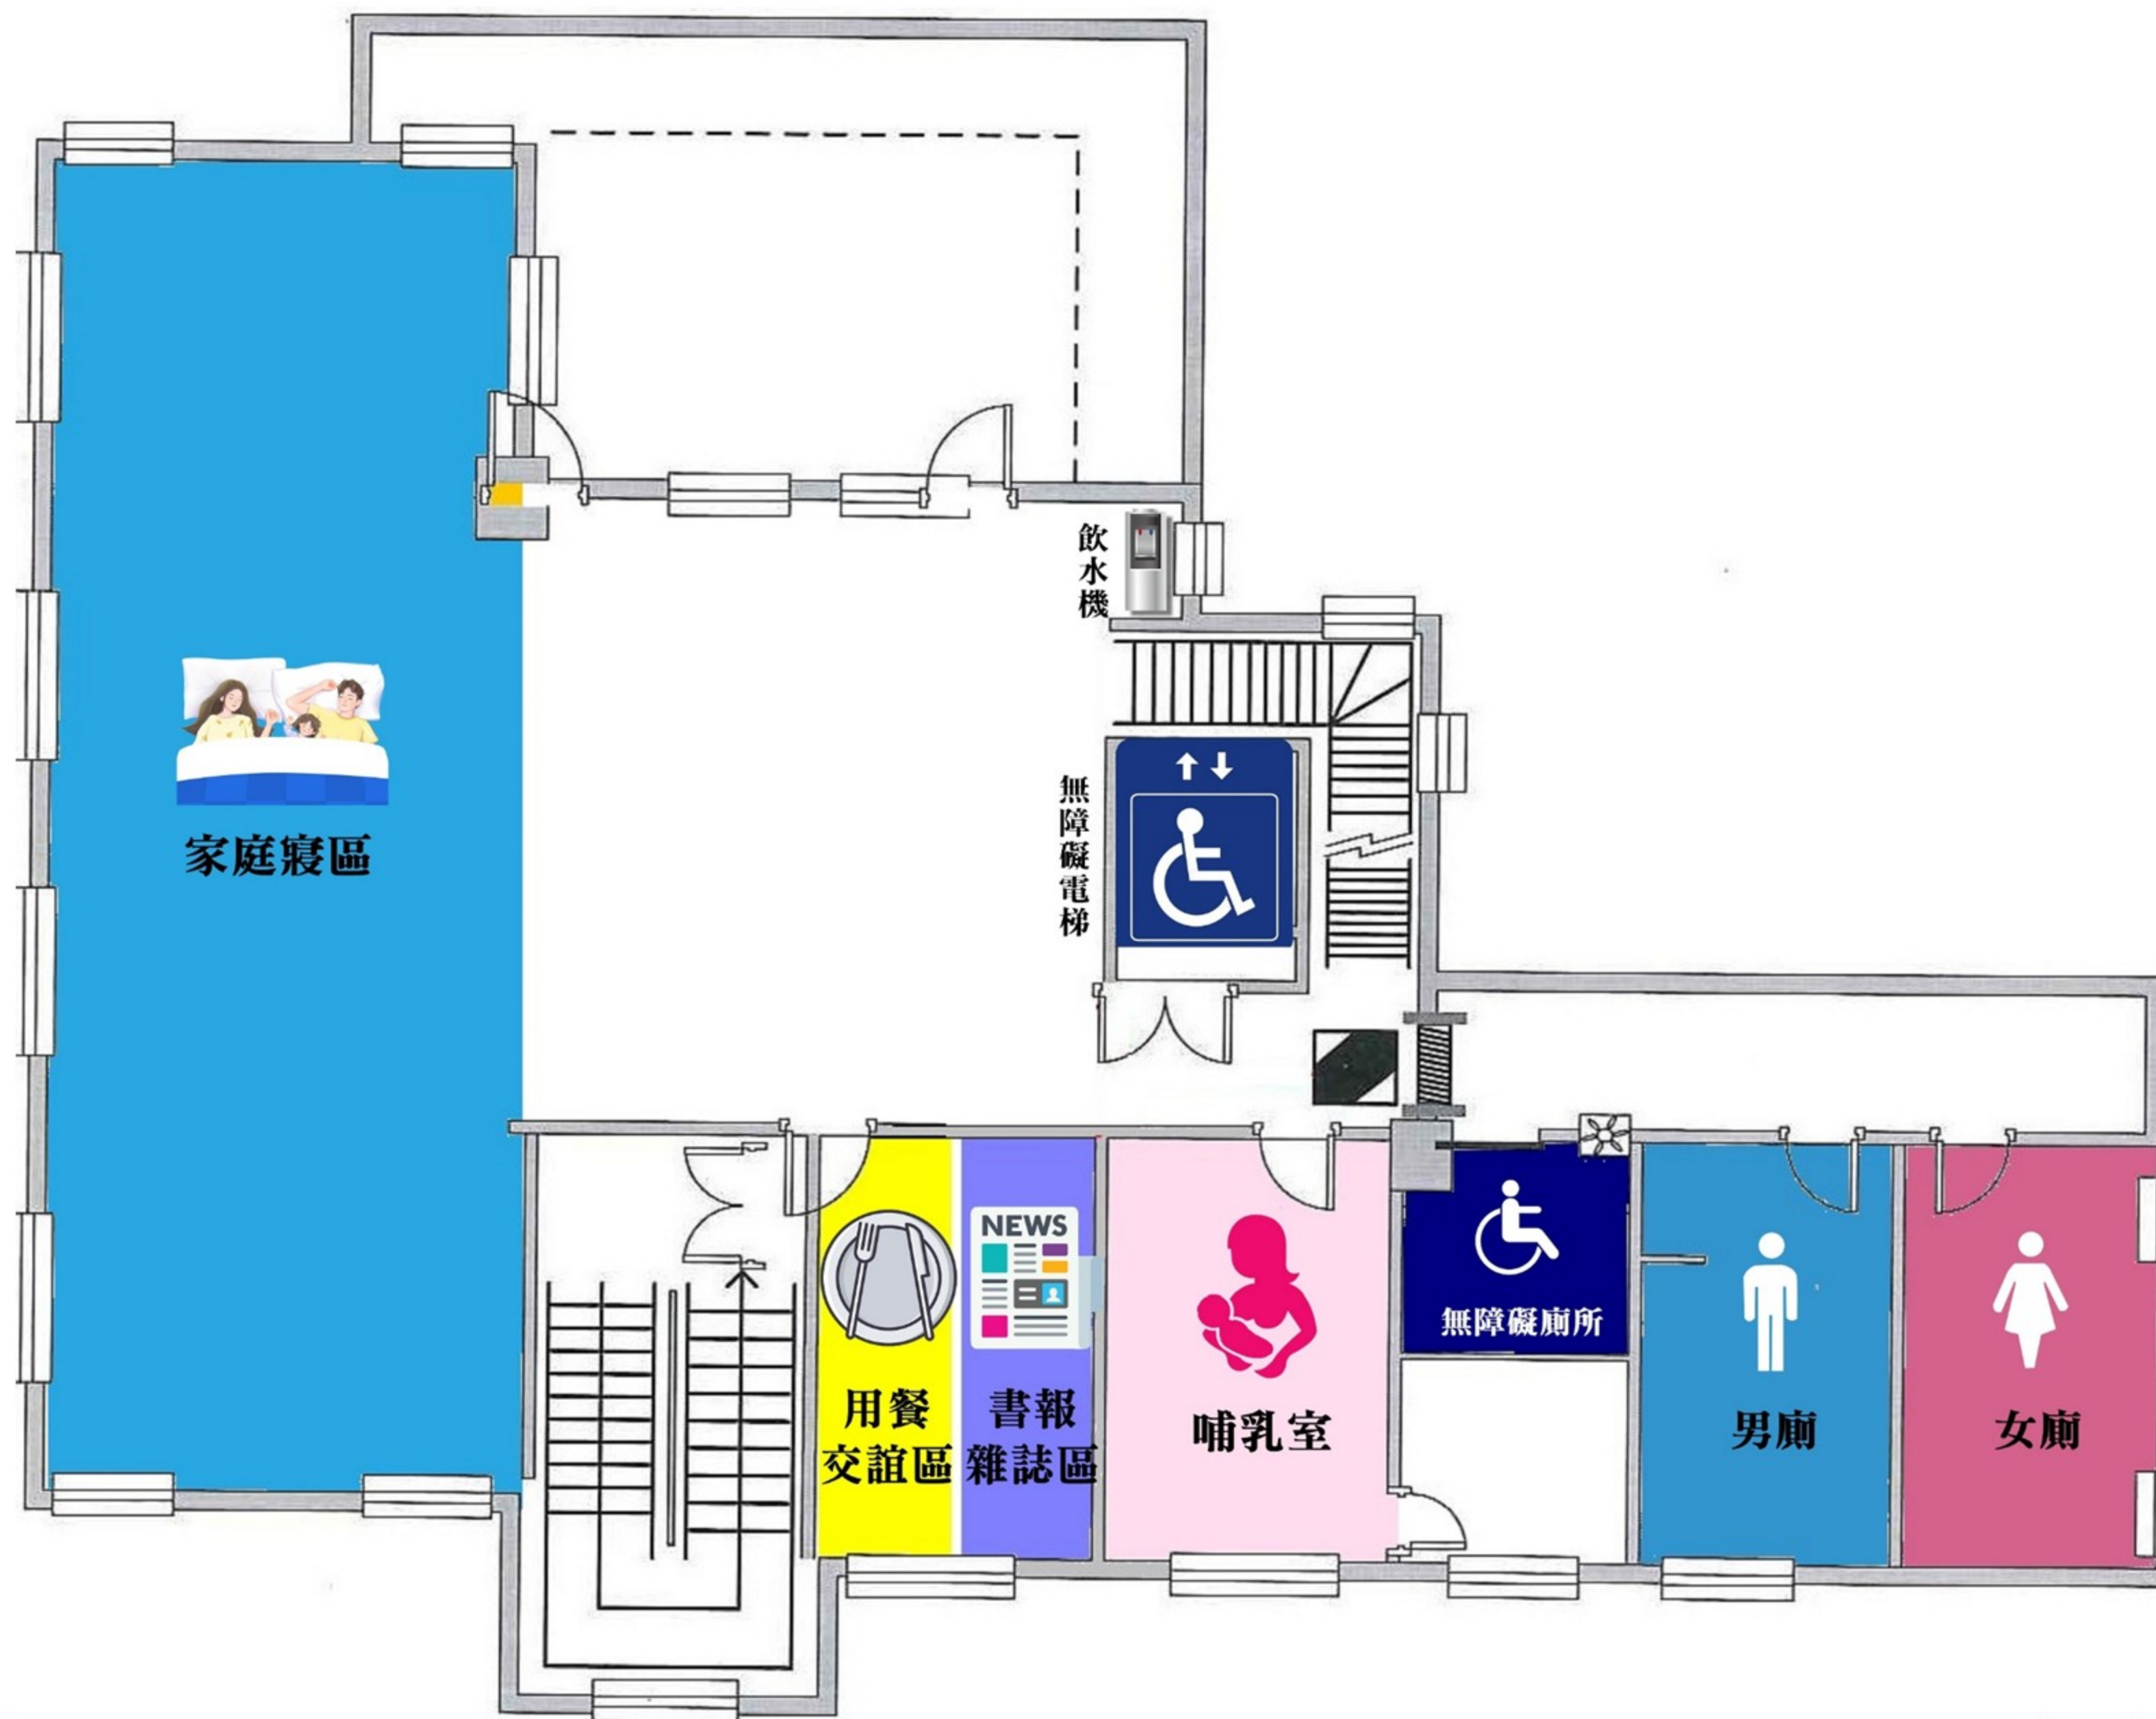 飲水機
無障礙電梯
家庭寢區
NEWS
用餐
交誼區
書報
雜誌區
哺乳室
無障礙廁所
男廁
女廁